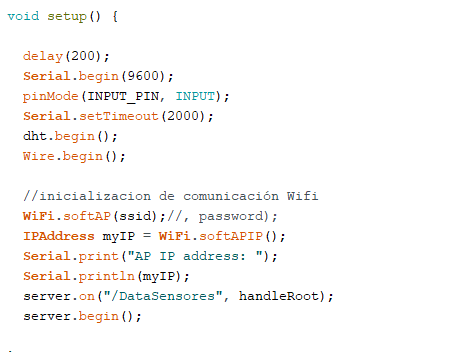 void setup() {
delay(200);
Serial.begin(9600);
pinMode(INPUT_PIN, INPUT);
Serial.setTimeout(2000);
dht.begin();
Wire.begin();
//inicializacion de comunicación Wifi
WiFi.softAP(ssid);//, password);
IPAddress myIP = WiFi.softAPIP();
Serial.print("AP IP address: ");
Serial.println(myIP);
server.on("/DataSensores", handleRoot);
server.begin();